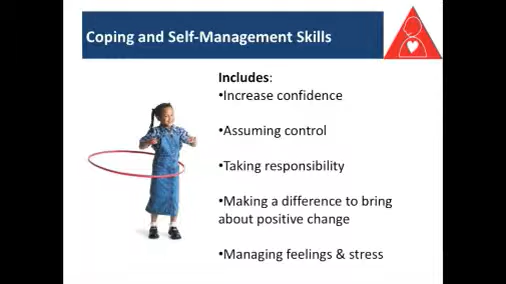 Coping and Self-Management Skills
Includes:
•Increase confidence
•Assuming control
•Taking responsibility
•Making a difference to bring
about positive change
•Managing feelings & stress